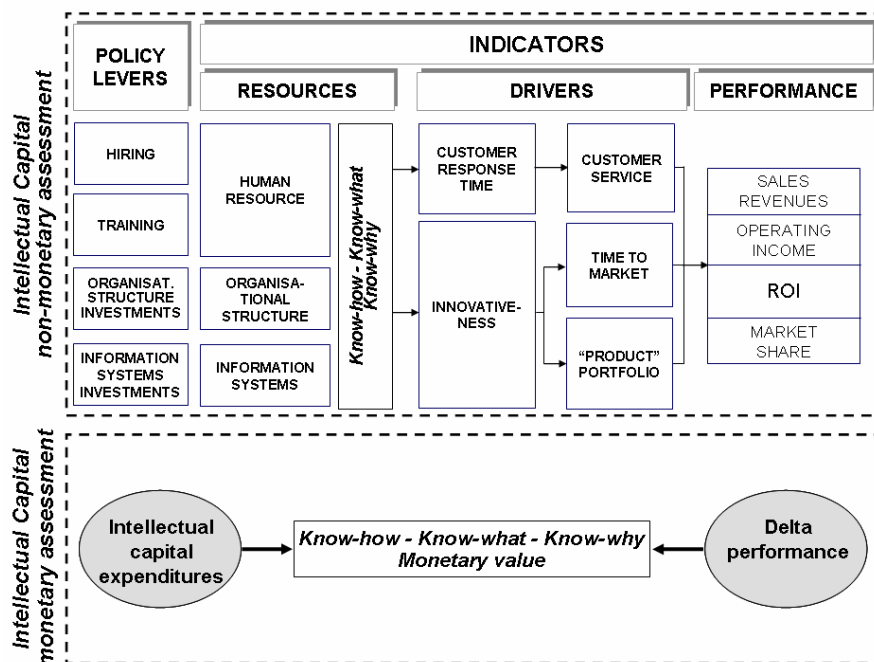 Intellectual Capital
non-monetary assessment
POLICY
LEVERS
INDICATORS
RESOURCES
DRIVERS
PERFORMANCE
HIRING
TRAINING
ORGANISAT.
STRUCTURE
INVESTMENTS
INFORMATION
SYSTEMS
INVESTMENTS
HUMAN
RESOURCE
ORGANISA-
TIONAL
STRUCTURE
INFORMATION
SYSTEMS
Know-how - Know-what
Know-why
CUSTOMER
RESPONSE
TIME
INNOVATIVE-
NESS
CUSTOMER
SERVICE
TIME TO
MARKET
“PRODUCT”
PORTFOLIO
SALES
REVENUES
OPERATING
INCOME
ROI
MARKET
SHARE
Intellectual Capital
monetary assessment
Intellectual
capital
expenditures
Know-how - Know-what - Know-why
Monetary value
Delta
performance